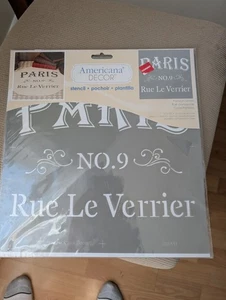 Americana
DECOR
stencil • pochoir • plantilla
PARIS
NO.9
Rue Le Verrier
PARIS
Rue Le Verrier
PARIS
NO.9
Rue Le Verrier